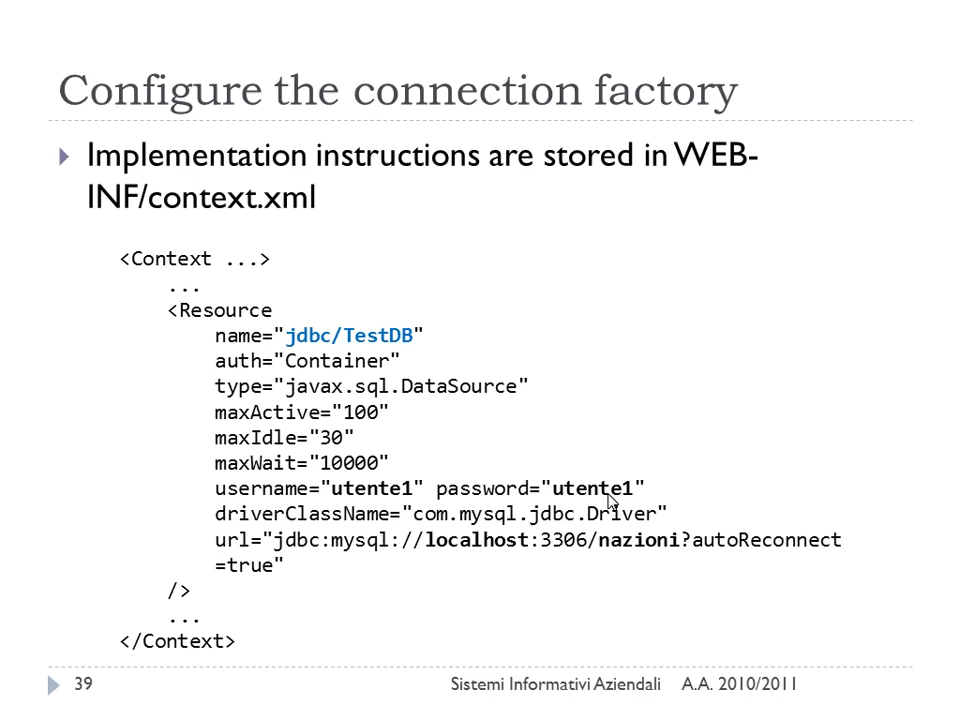 Configure the connection factory
Implementation instructions are stored in WEB-
INF/context.xml
<Context ...>
...
<Resource
name="jdbc/TestDB"
auth="Container"
type="javax.sql.DataSource"
maxActive="100"
maxIdle="30"
maxWait="10000"
username="utente1" password="utente1"
driverClassName="com.mysql.jdbc.Driver"
url="jdbc:mysql://localhost:3306/nazioni?autoReconnect
=true"
/>
...
</Context>
39 Sistemi Informativi Aziendali A.A. 2010/2011